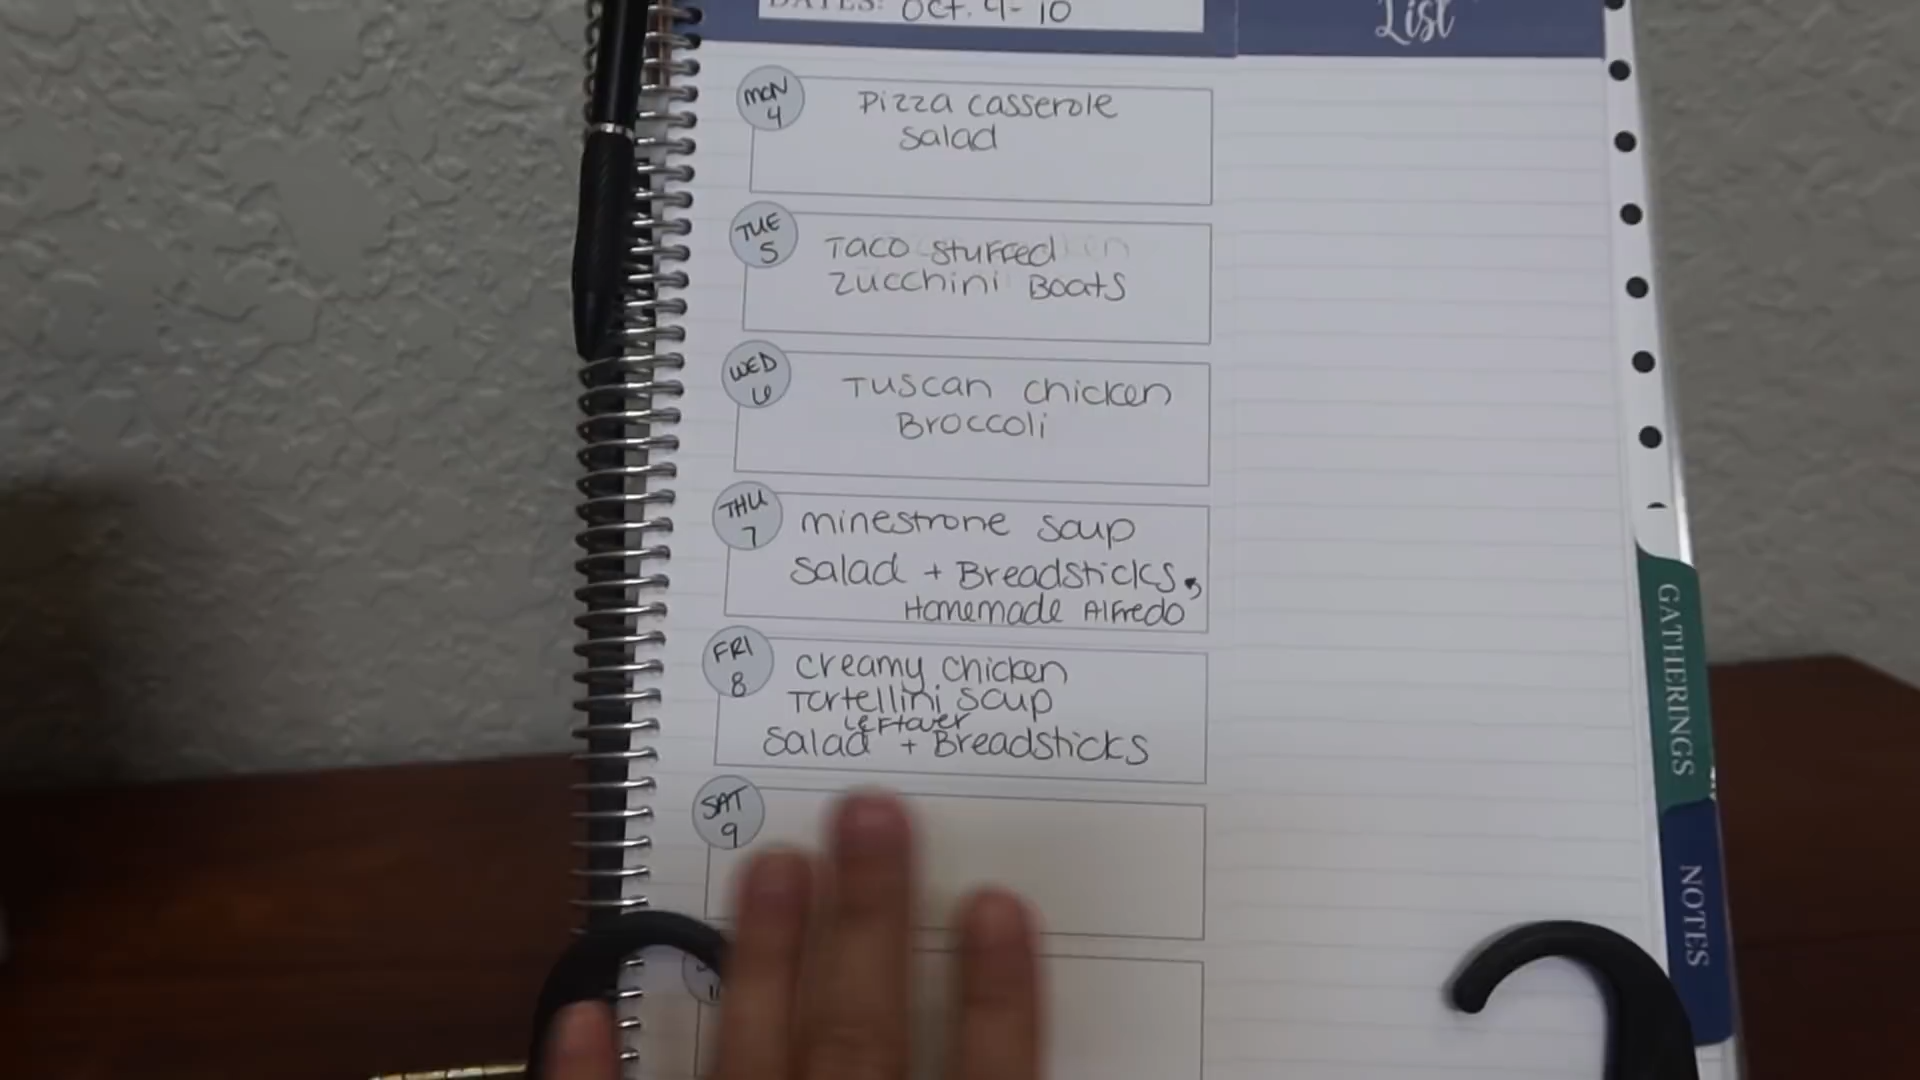 DATES: Oct. 4-10
List
MON
4
Pizza casserole
Salad
TUE
5
Taco Stuffed
Zucchini Boats
WED
6
Tuscan chicken
Broccoli
THU
7
minestrone soup
Salad + Breadsticks,
Homemade Alfredo
FRI
8
creamy chicken
Tortellini Soup
leftover
Salad + Breadsticks
SAT
9
GATHERINGS
NOTES